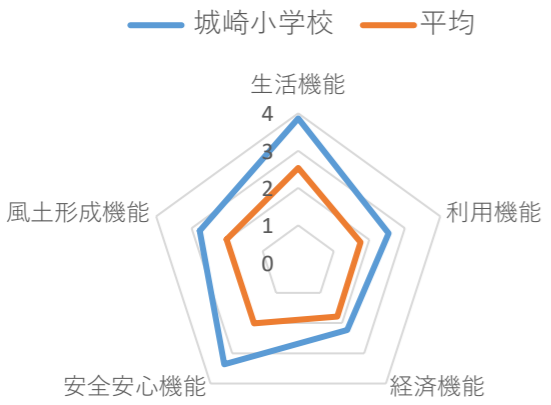 城崎小学校 平均
生活機能
4
3
2
1
0
利用機能
経済機能
安全安心機能
風土形成機能